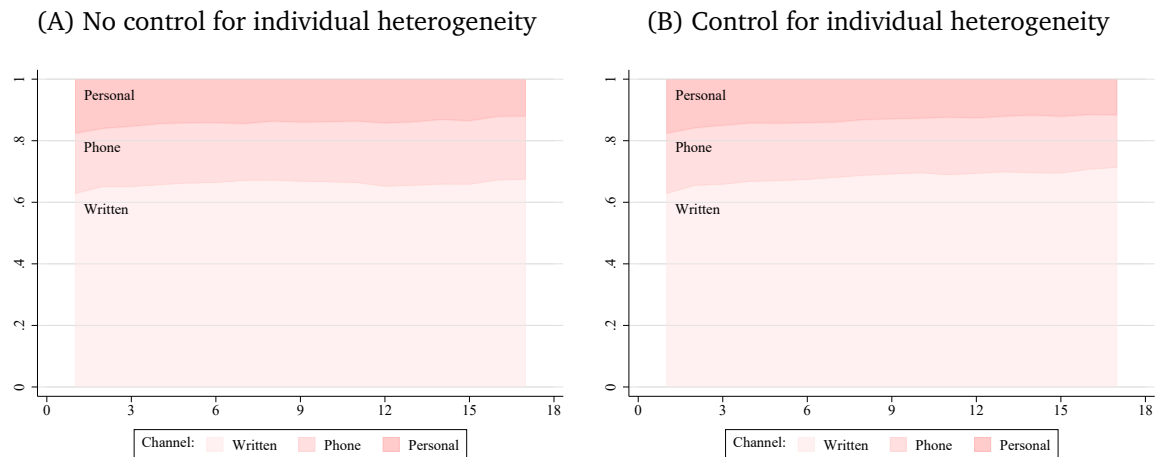 (A) No control for individual heterogeneity
1
.8
.6
.4
.2
0
Personal
Phone
Written
0 3 6 9 12 15 18
Channel: Written Phone Personal
(B) Control for individual heterogeneity
1
.8
.6
.4
.2
0
Personal
Phone
Written
0 3 6 9 12 15 18
Channel: Written Phone Personal